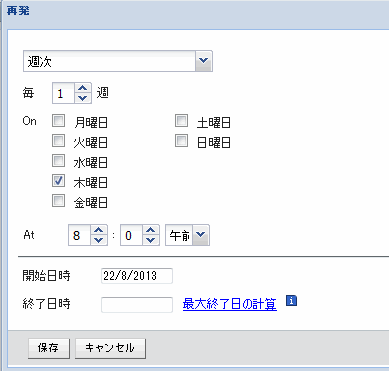 再発
週次
毎 1 週
On 月曜日 土曜日
火曜日 日曜日
水曜日
木曜日
金曜日
At 8 : 0 午前
開始日時 22/8/2013
終了日時 最大終了日の計算 i
保存 キャンセル